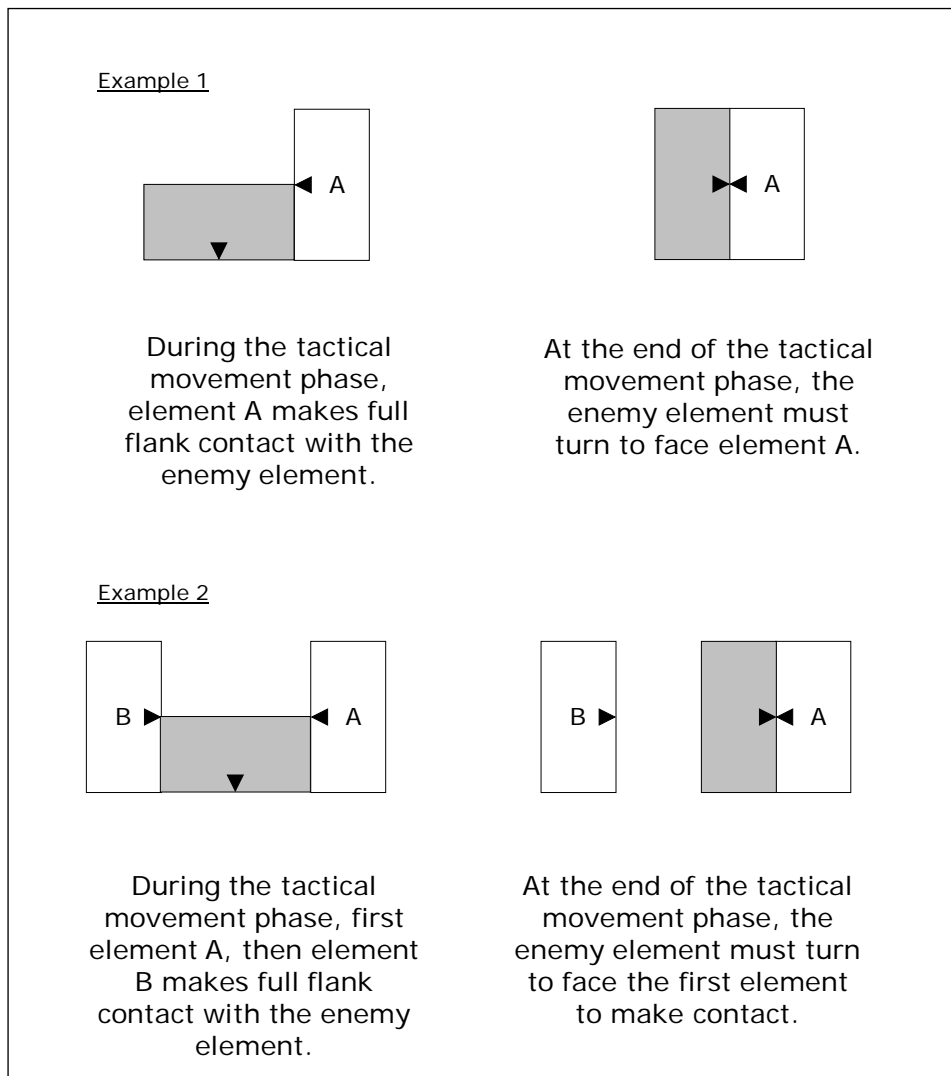 Example 1
A
A
During the tactical
movement phase,
element A makes full
flank contact with the
enemy element.
At the end of the tactical
movement phase, the
enemy element must
turn to face element A.
Example 2
B
A
B
A
During the tactical
movement phase, first
element A, then element
B makes full flank
contact with the enemy
element.
At the end of the tactical
movement phase, the
enemy element must turn
to face the first element
to make contact.